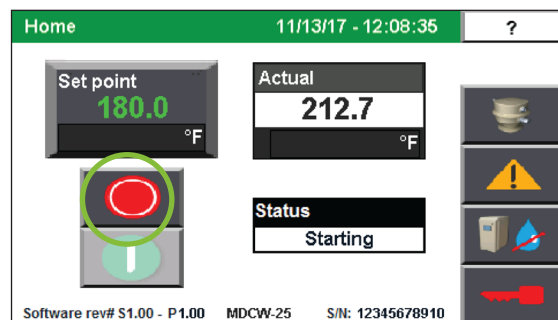 Home 11/13/17 - 12:08:35 ?
Set point
180.0
°F
Actual
212.7
°F
Status
Starting
Software rev# S1.00 - P1.00 MDCW-25 S/N: 12345678910